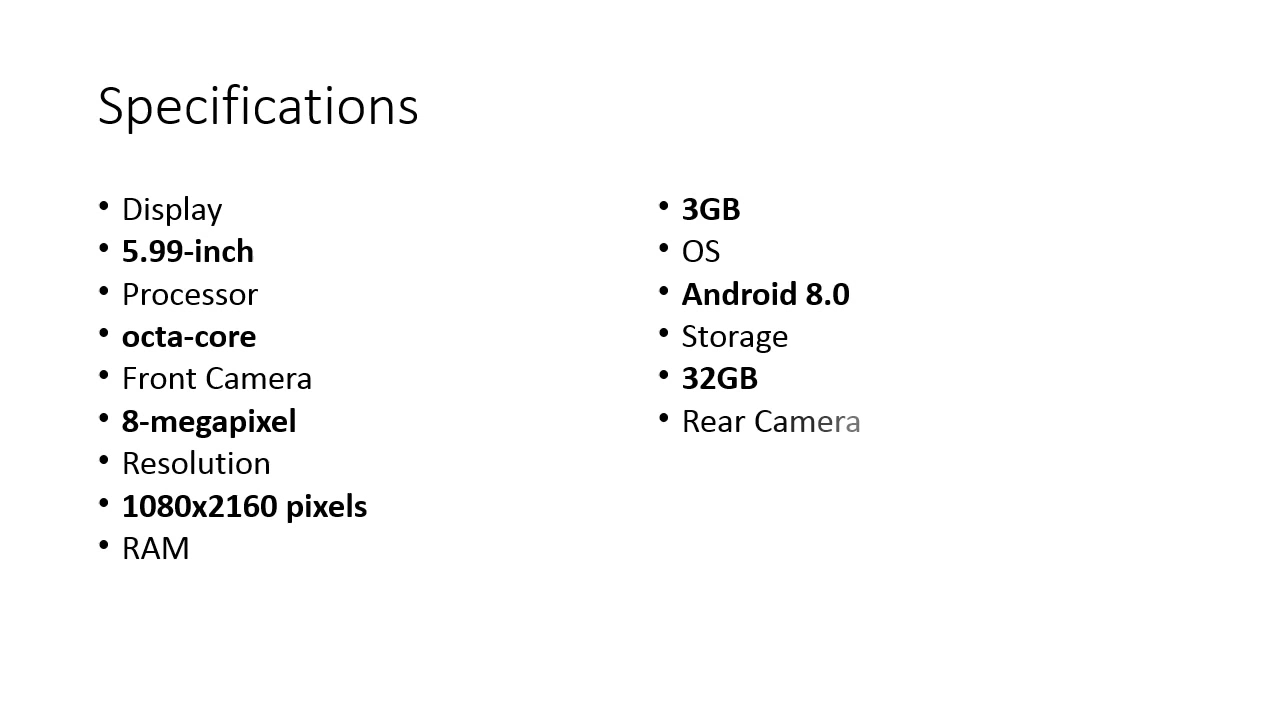 Specifications
• Display
• 5.99-inch
• Processor
• octa-core
• Front Camera
• 8-megapixel
• Resolution
• 1080x2160 pixels
• RAM
• 3GB
• OS
• Android 8.0
• Storage
• 32GB
• Rear Camera